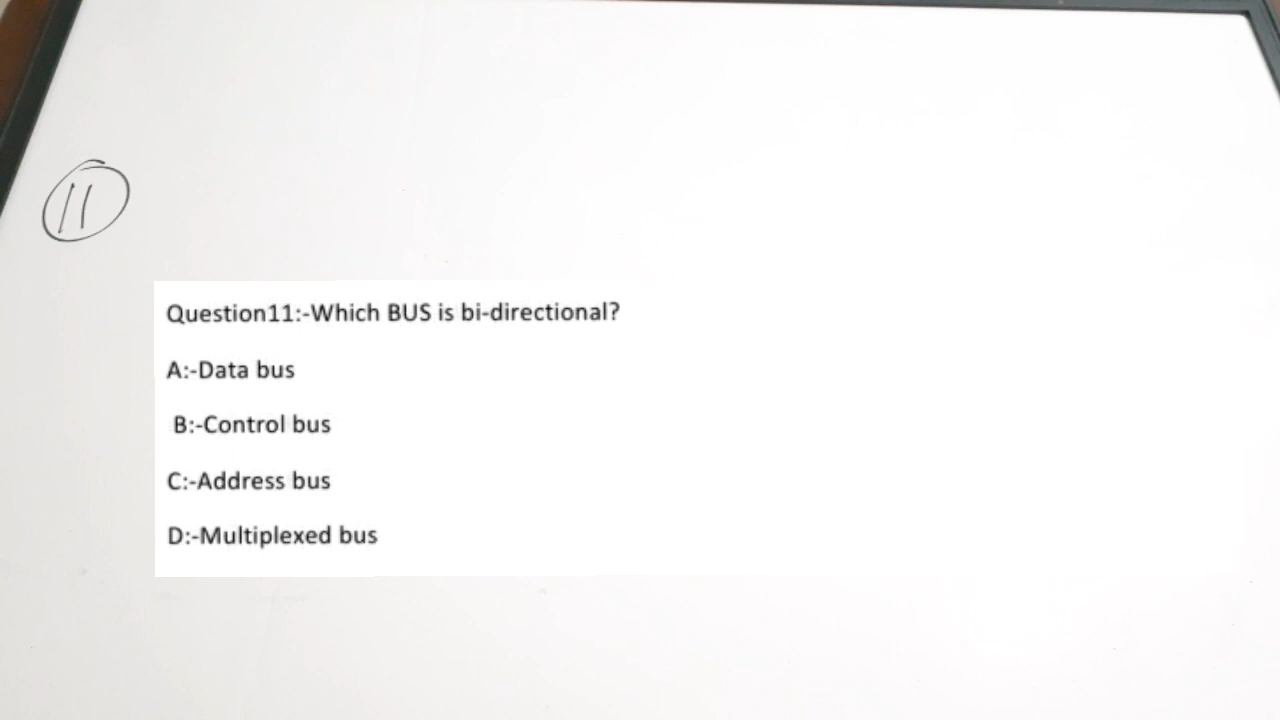 11
Question11:-Which BUS is bi-directional?
A:-Data bus
B:-Control bus
C:-Address bus
D:-Multiplexed bus